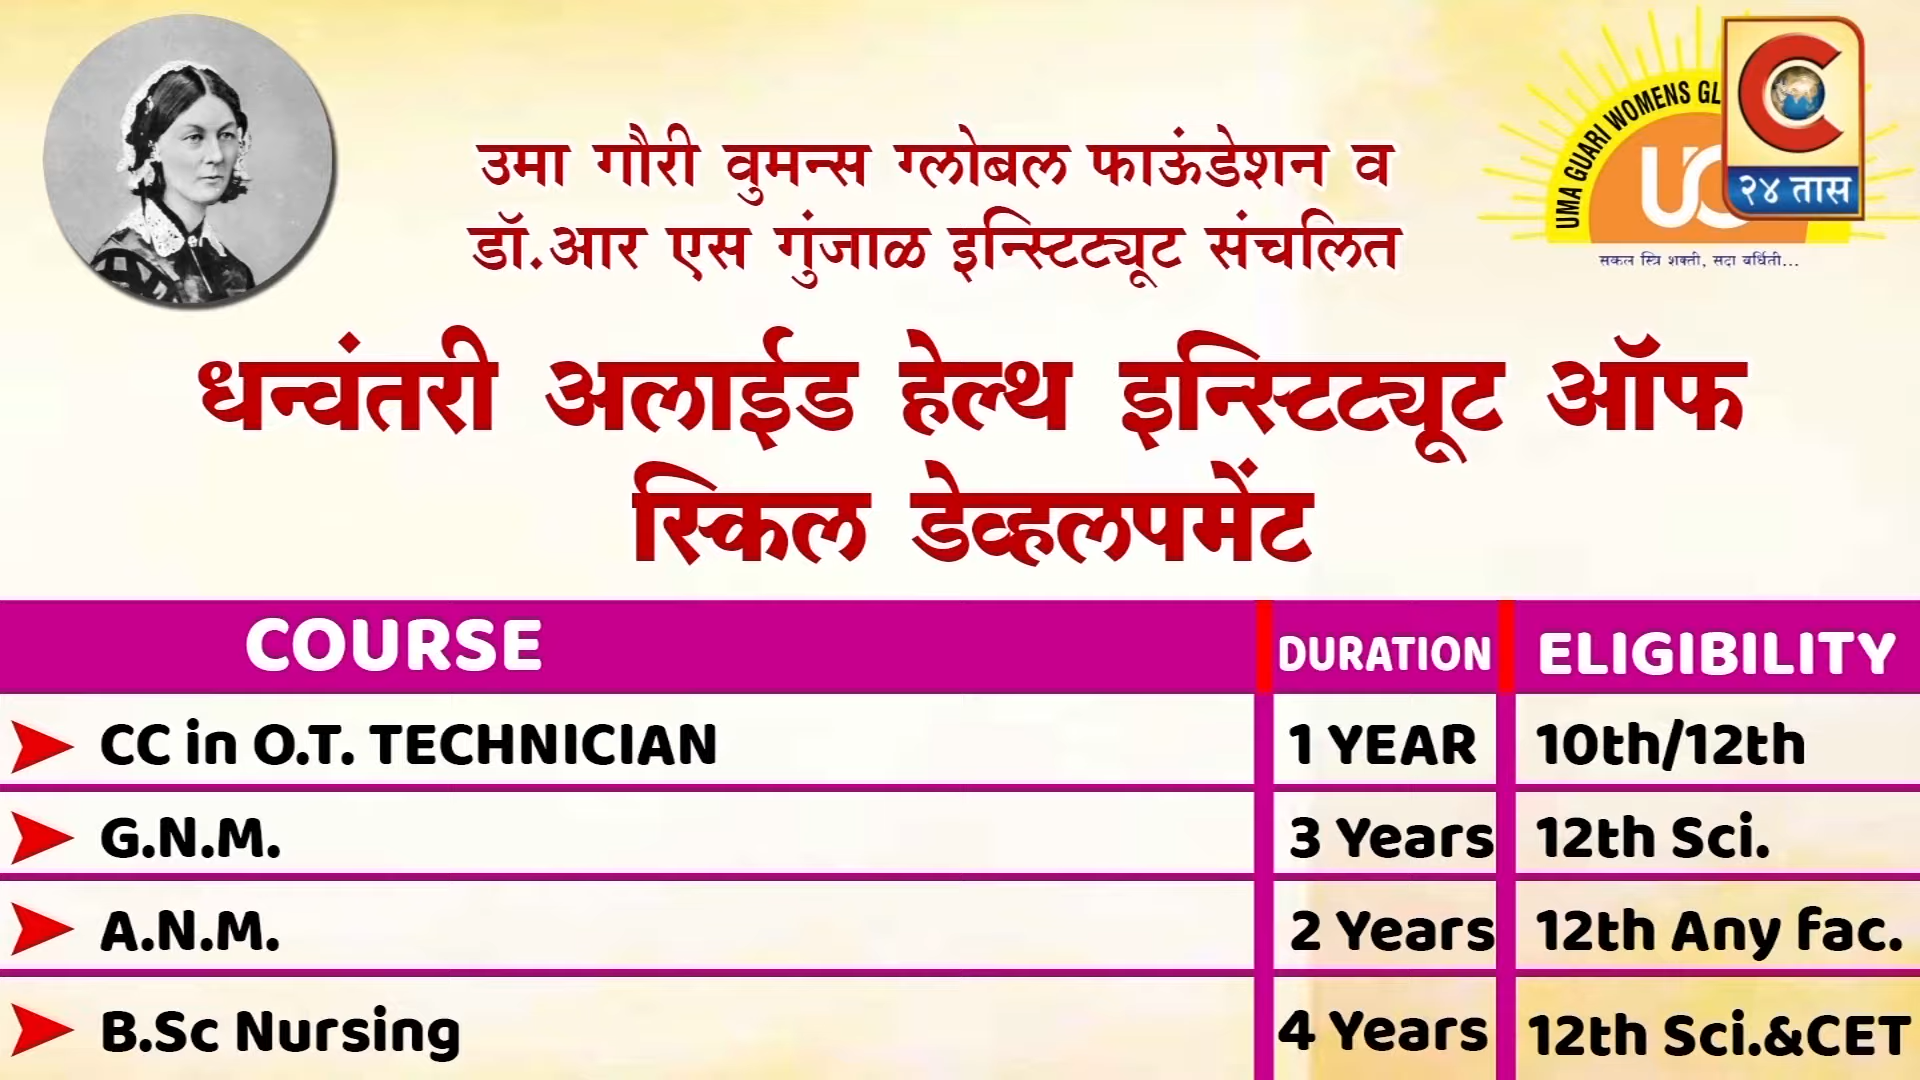 उमा गौरी वुमन्स ग्लोबल फाऊंडेशन व
डॉ.आर एस गुंजाळ इन्स्टिट्यूट संचलित
UMA GUARI WOMENS
२४ तास
सकल स्त्रि शक्ती, सदा वर्धिती...
धन्वंतरी अलाईड हेल्थ इन्स्टिट्यूट ऑफ
स्किल डेव्हलपमेंट
COURSE DURATION ELIGIBILITY
CC in O.T. TECHNICIAN 1 YEAR 10th/12th
G.N.M. 3 Years 12th Sci.
A.N.M. 2 Years 12th Any fac.
B.Sc Nursing 4 Years 12th Sci.&CET